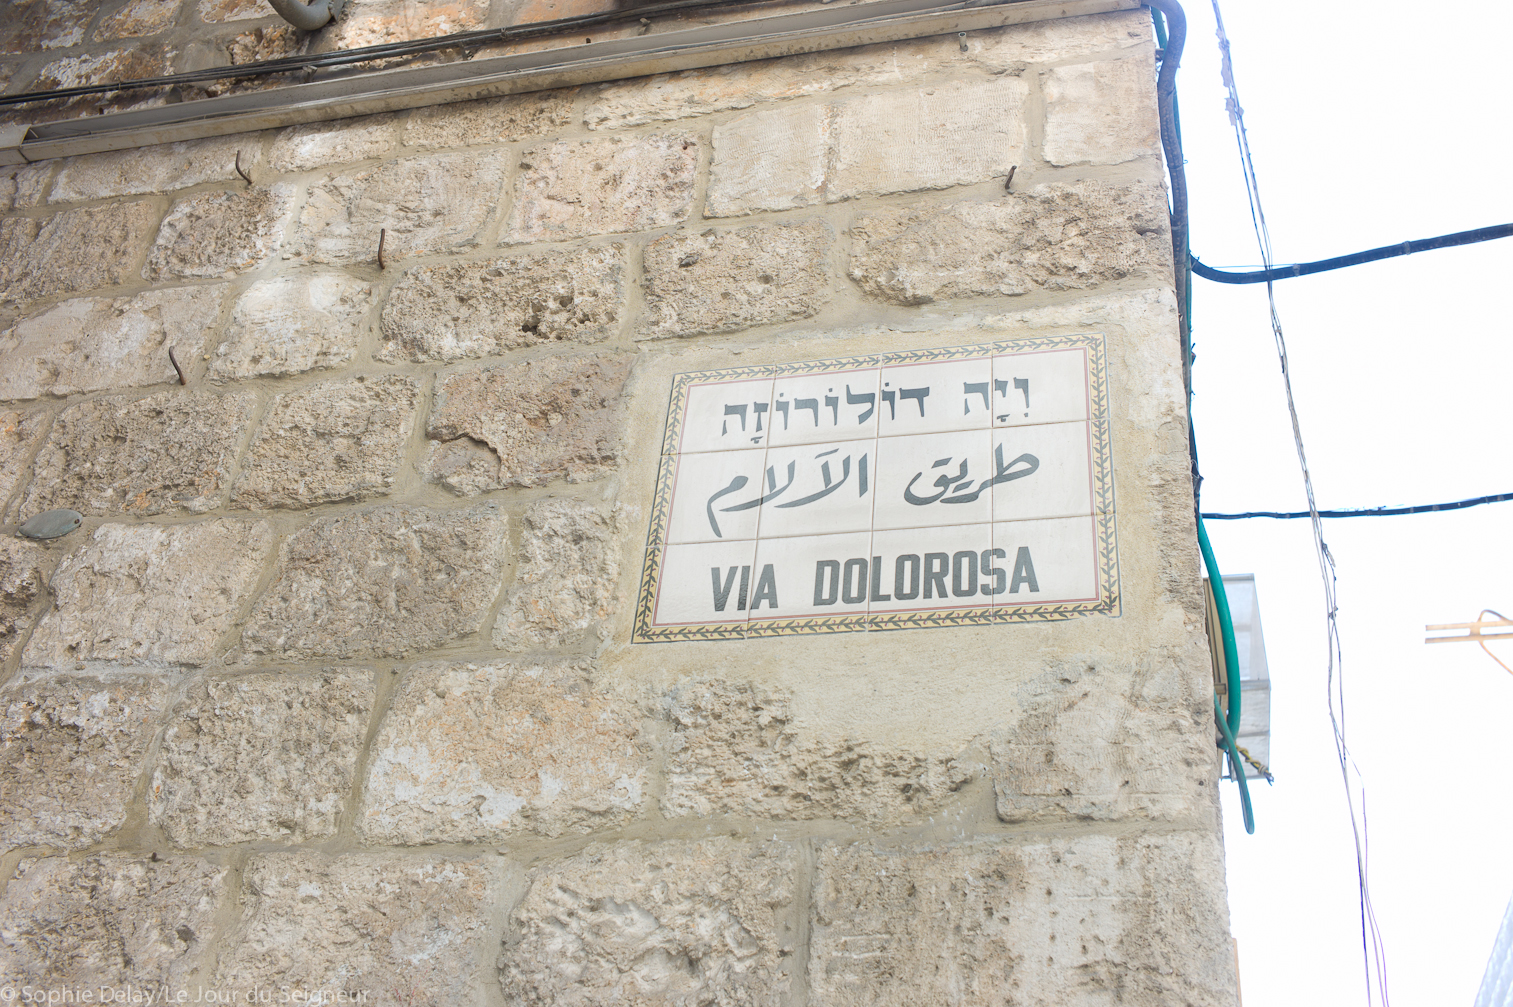 וִיָּה דוֹלוֹרוֹזָה
طريق الآلام
VIA DOLOROSA
© Sophie Delay/Le Jour du Seigneur